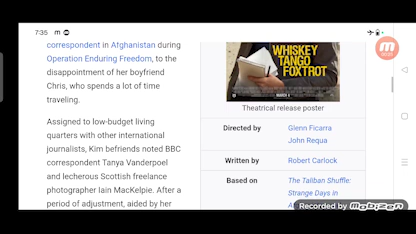 7:35
correspondent in Afghanistan during
Operation Enduring Freedom, to the
disappointment of her boyfriend
Chris, who spends a lot of time
traveling.
Assigned to low-budget living
quarters with other international
journalists, Kim befriends noted BBC
correspondent Tanya Vanderpoel
and lecherous Scottish freelance
photographer Iain MacKelpie. After a
period of adjustment, aided by her
WHISKEY
TANGO
FOXTROT
MARCH 4
Theatrical release poster
Directed by
Glenn Ficarra
John Requa
Written by
Robert Carlock
Based on
The Taliban Shuffle:
Strange Days in
Recorded by MOBIZEN